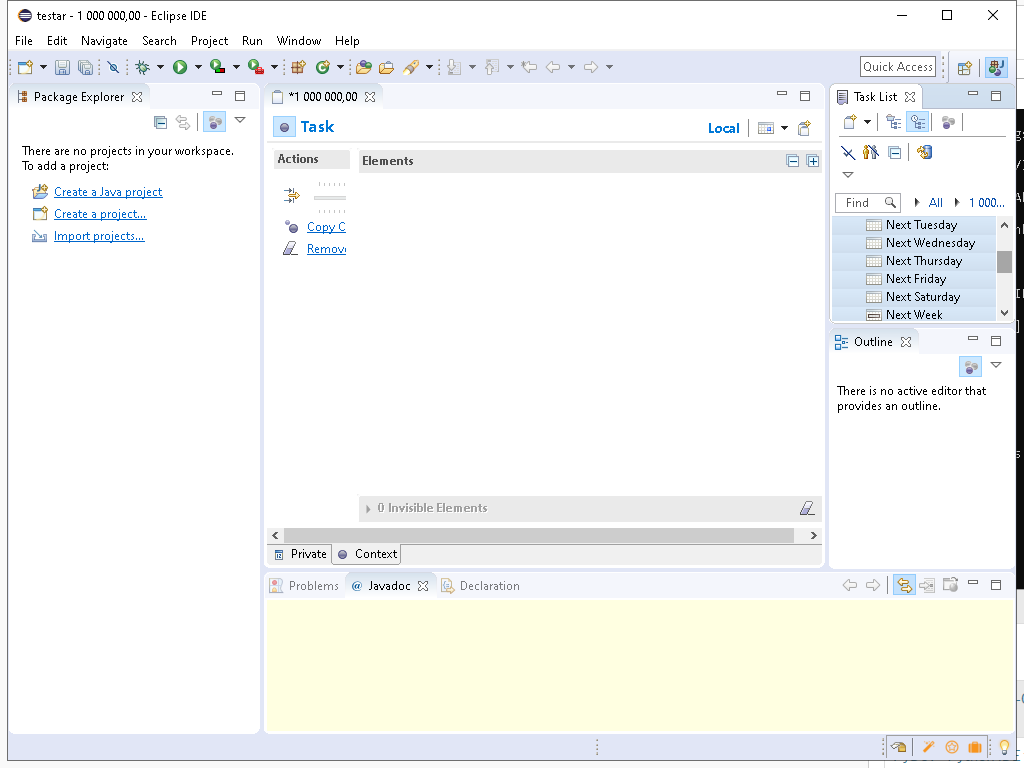 testar - 1 000 000,00 - Eclipse IDE
File Edit Navigate Search Project Run Window Help
Quick Access
Package Explorer
There are no projects in your workspace.
To add a project:
Create a Java project
Create a project...
Import projects...
*1 000 000,00
Task
Local
Actions
Elements
Copy C
Remov
0 Invisible Elements
Private Context
Task List
Find
All
1 000...
Next Tuesday
Next Wednesday
Next Thursday
Next Friday
Next Saturday
Next Week
Outline
There is no active editor that
provides an outline.
Problems
@ Javadoc
Declaration